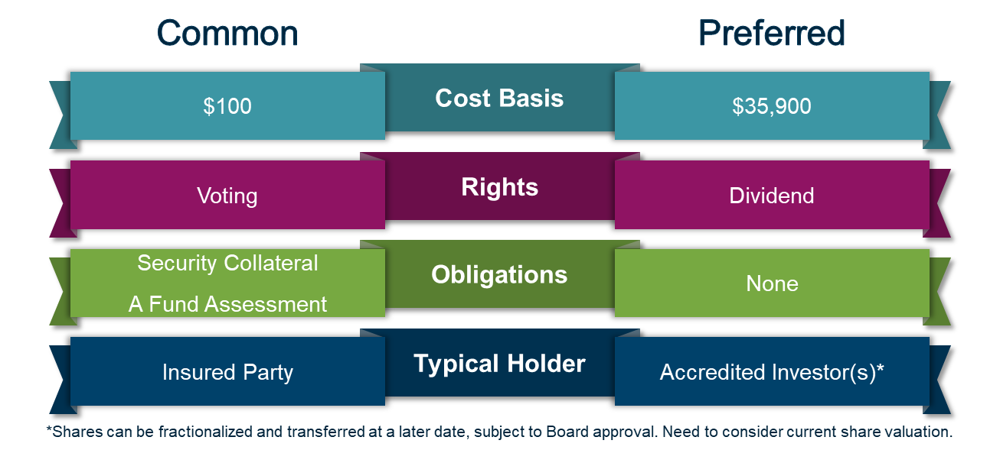 Common
Preferred
$100
Cost Basis
$35,900
Voting
Rights
Dividend
Security Collateral
A Fund Assessment
Obligations
None
Insured Party
Typical Holder
Accredited Investor(s)*
*Shares can be fractionalized and transferred at a later date, subject to Board approval. Need to consider current share valuation.